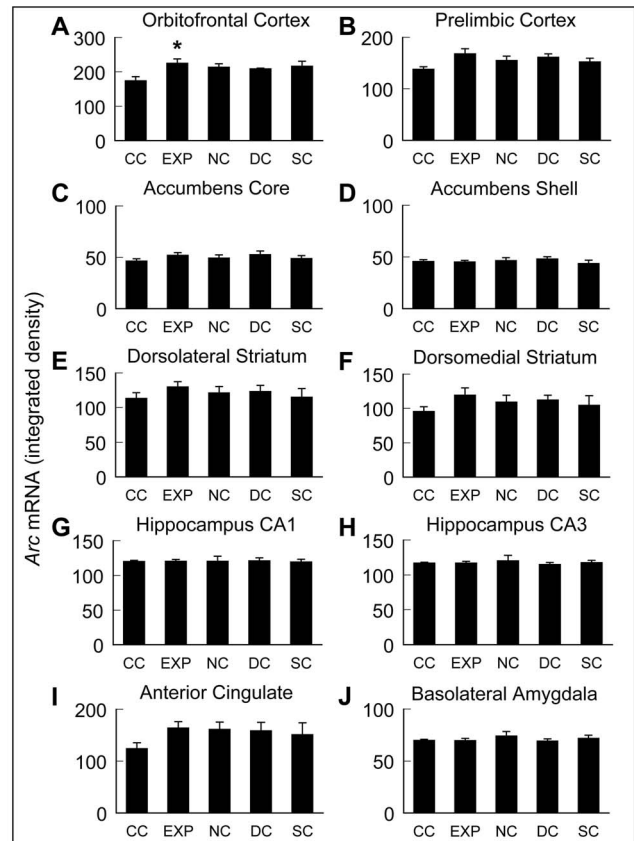 A Orbitofrontal Cortex
300
200
100
0
*
CC EXP NC DC SC
B Prelimbic Cortex
200
100
0
CC EXP NC DC SC
C Accumbens Core
100
50
0
CC EXP NC DC SC
D Accumbens Shell
100
50
0
CC EXP NC DC SC
E Dorsolateral Striatum
150
100
50
0
CC EXP NC DC SC
F Dorsomedial Striatum
150
100
50
0
CC EXP NC DC SC
G Hippocampus CA1
150
100
50
0
CC EXP NC DC SC
H Hippocampus CA3
150
100
50
0
CC EXP NC DC SC
I Anterior Cingulate
200
100
0
CC EXP NC DC SC
J Basolateral Amygdala
100
50
0
CC EXP NC DC SC
Arc mRNA (integrated density)